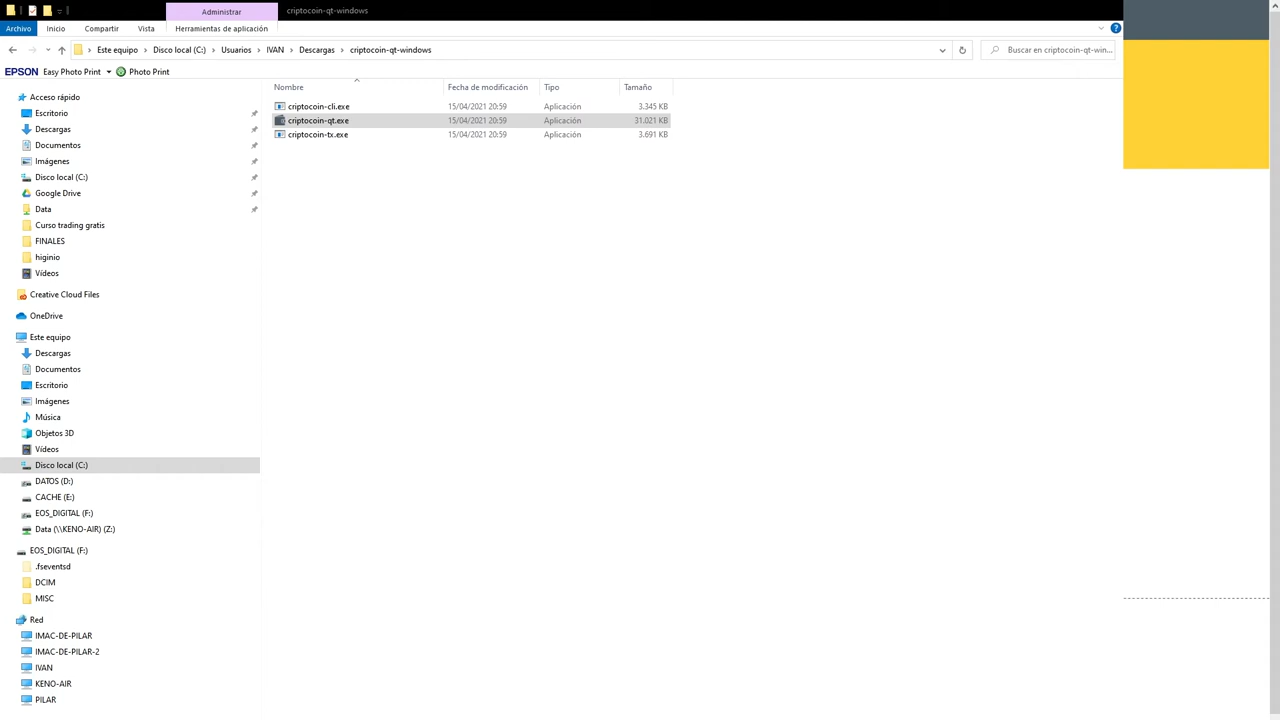 Administrar criptocoin-qt-windows
Archivo Inicio Compartir Vista Herramientas de aplicación
Este equipo Disco local (C:) Usuarios IVAN Descargas criptocoin-qt-windows Buscar en criptocoin-qt-win...
EPSON Easy Photo Print Photo Print
Nombre Fecha de modificación Tipo Tamaño
criptocoin-cli.exe 15/04/2021 20:59 Aplicación 3.345 KB
criptocoin-qt.exe 15/04/2021 20:59 Aplicación 31.021 KB
criptocoin-tx.exe 15/04/2021 20:59 Aplicación 3.691 KB
Acceso rápido
Escritorio
Descargas
Documentos
Imágenes
Disco local (C:)
Google Drive
Data
Curso trading gratis
FINALES
higinio
Vídeos
Creative Cloud Files
OneDrive
Este equipo
Descargas
Documentos
Escritorio
Imágenes
Música
Objetos 3D
Vídeos
Disco local (C:)
DATOS (D:)
CACHE (E:)
EOS_DIGITAL (F:)
Data (\\KENO-AIR) (Z:)
EOS_DIGITAL (F:)
.fseventsd
DCIM
MISC
Red
IMAC-DE-PILAR
IMAC-DE-PILAR-2
IVAN
KENO-AIR
PILAR